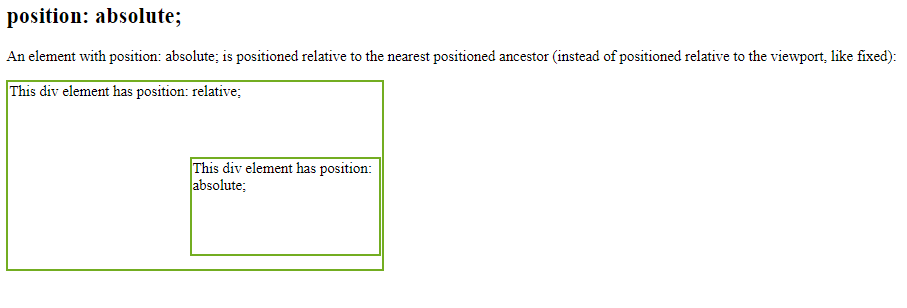 position: absolute;
An element with position: absolute; is positioned relative to the nearest positioned ancestor (instead of positioned relative to the viewport, like fixed):
This div element has position: relative;
This div element has position:
absolute;